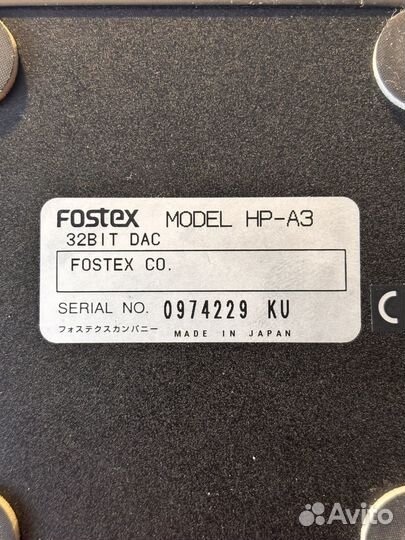 FOSTEX MODEL HP-A3
32BIT DAC
FOSTEX CO.
SERIAL NO. 0974229 KU
フォステクスカンパニー MADE IN JAPAN
Avito